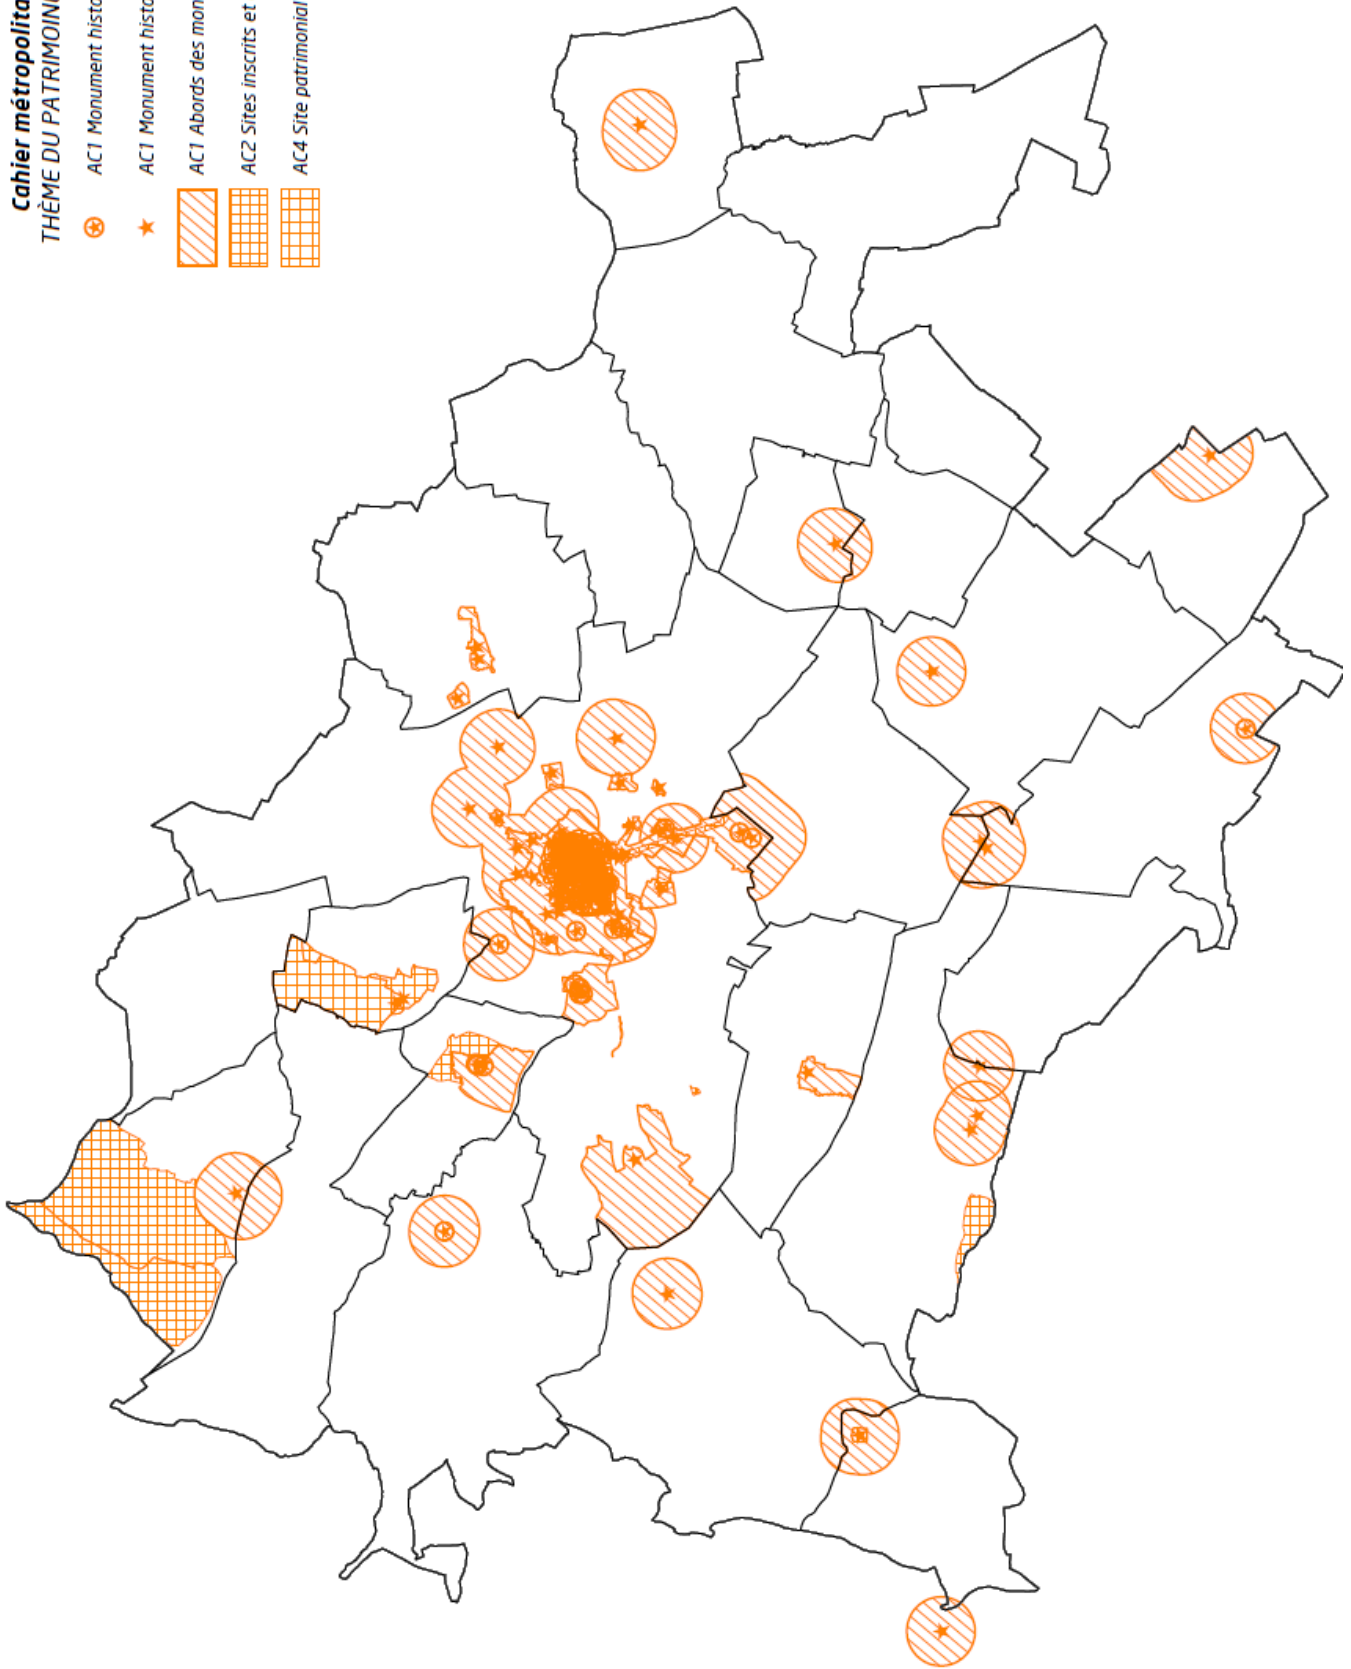 Cahier métropolita
THÈME DU PATRIMOIN
AC1 Monument histo
AC1 Monument histo
AC1 Abords des mon
AC2 Sites inscrits et
AC4 Site patrimonial